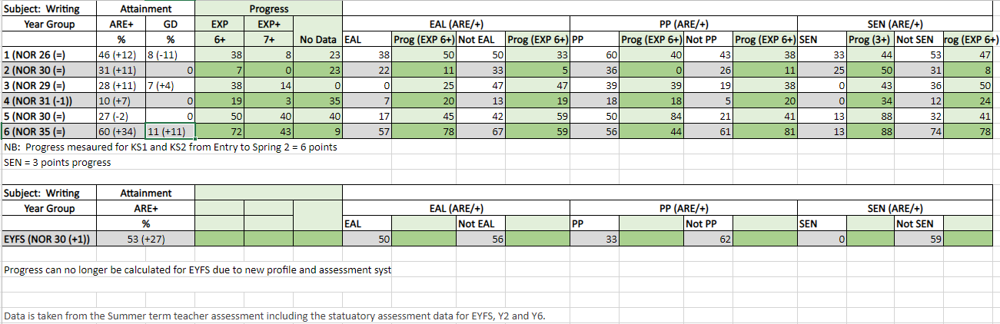 Subject: Writing Attainment Progress
Year Group ARE+ GD EXP EXP+ EAL (ARE/+) PP (ARE/+) SEN (ARE/+)
% % 6+ 7+ No Data EAL Prog (EXP 6+) Not EAL Prog (EXP 6+) PP Prog (EXP 6+) Not PP Prog (EXP 6+) SEN Prog (3+) Not SEN rog (EXP 6+)
1 (NOR 26 (=) 46 (+12) 8 (-11) 38 8 23 38 50 50 33 60 40 43 38 33 44 53 47
2 (NOR 30 (=) 31 (+11) 0 7 0 23 22 11 33 5 36 0 26 11 25 50 31 8
3 (NOR 29 (=) 28 (+11) 7 (+4) 38 14 0 0 25 47 47 39 39 19 38 0 43 36 50
4 (NOR 31 (-1)) 10 (+7) 0 19 3 35 7 20 13 19 18 18 5 20 0 34 12 24
5 (NOR 30 (=) 27 (-2) 0 50 40 40 17 45 42 59 50 84 21 41 13 88 32 41
6 (NOR 35 (=) 60 (+34) 11 (+11) 72 43 9 57 78 67 59 56 44 61 81 13 88 74 78
NB: Progress mesaured for KS1 and KS2 from Entry to Spring 2 = 6 points
SEN = 3 points progress
Subject: Writing Attainment
Year Group ARE+ EAL (ARE/+) PP (ARE/+) SEN (ARE/+)
% EAL Not EAL PP Not PP SEN Not SEN
EYFS (NOR 30 (+1)) 53 (+27) 50 56 33 62 0 59
Progress can no longer be calculated for EYFS due to new profile and assessment syst
Data is taken from the Summer term teacher assessment including the statuatory assessment data for EYFS, Y2 and Y6.